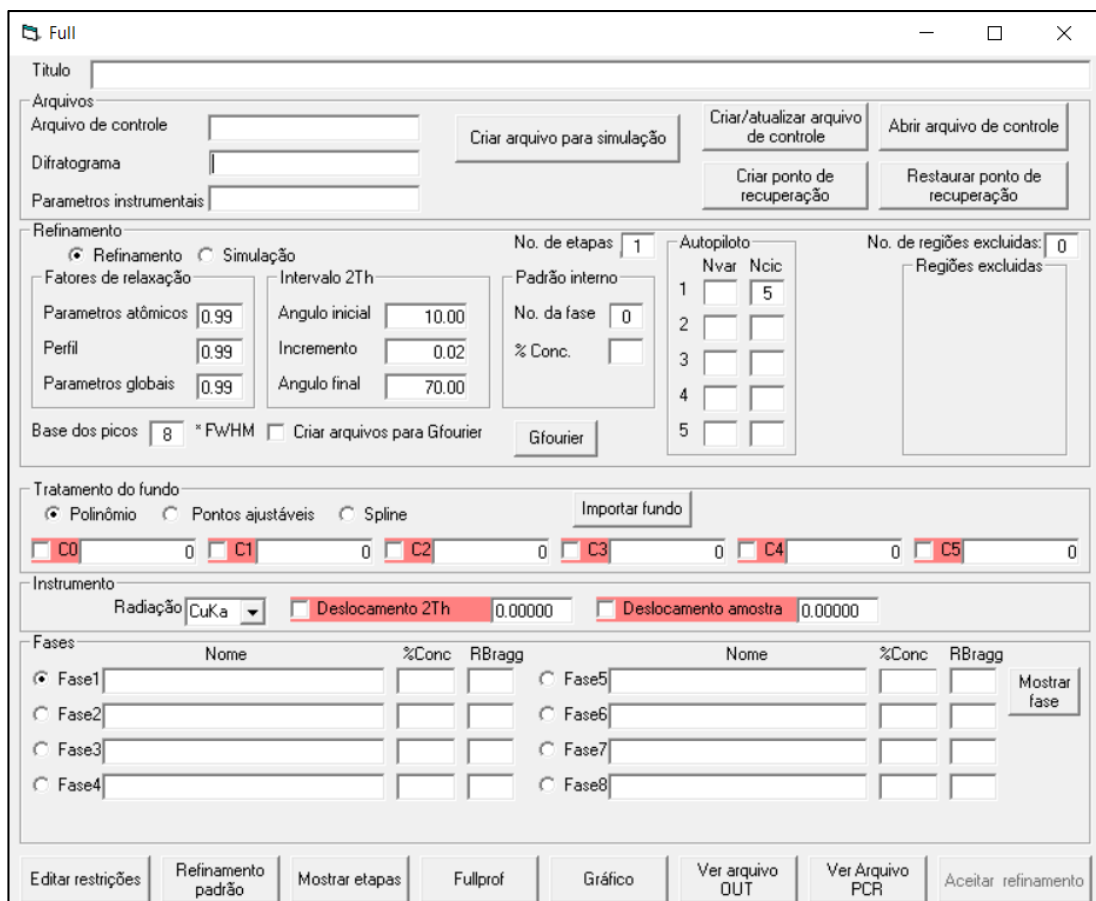 Full
Titulo
Arquivos
Arquivo de controle
Difratograma
Parametros instrumentais
Criar arquivo para simulação
Criar/atualizar arquivo
de controle
Abrir arquivo de controle
Criar ponto de
recuperação
Restaurar ponto de
recuperação
Refinamento
Refinamento Simulação
No. de etapas 1
Fatores de relaxação
Parametros atômicos 0.99
Perfil 0.99
Parametros globais 0.99
Intervalo 2Th
Angulo inicial 10.00
Incremento 0.02
Angulo final 70.00
Padrão interno
No. da fase 0
% Conc.
Autopiloto
Nvar Ncic
1 5
2
3
4
5
No. de regiões excluidas: 0
Regiões excluidas
Base dos picos 8 * FWHM Criar arquivos para Gfourier
Gfourier
Tratamento do fundo
Polinômio Pontos ajustáveis Spline
Importar fundo
C0 0 C1 0 C2 0 C3 0 C4 0 C5 0
Instrumento
Radiação CuKa Deslocamento 2Th 0.00000 Deslocamento amostra 0.00000
Fases
Nome %Conc RBragg Nome %Conc RBragg
Fase1 Fase5
Mostrar
fase
Fase2 Fase6
Fase3 Fase7
Fase4 Fase8
Editar restrições
Refinamento
padrão
Mostrar etapas
Fullprof
Gráfico
Ver arquivo
OUT
Ver Arquivo
PCR
Aceitar refinamento